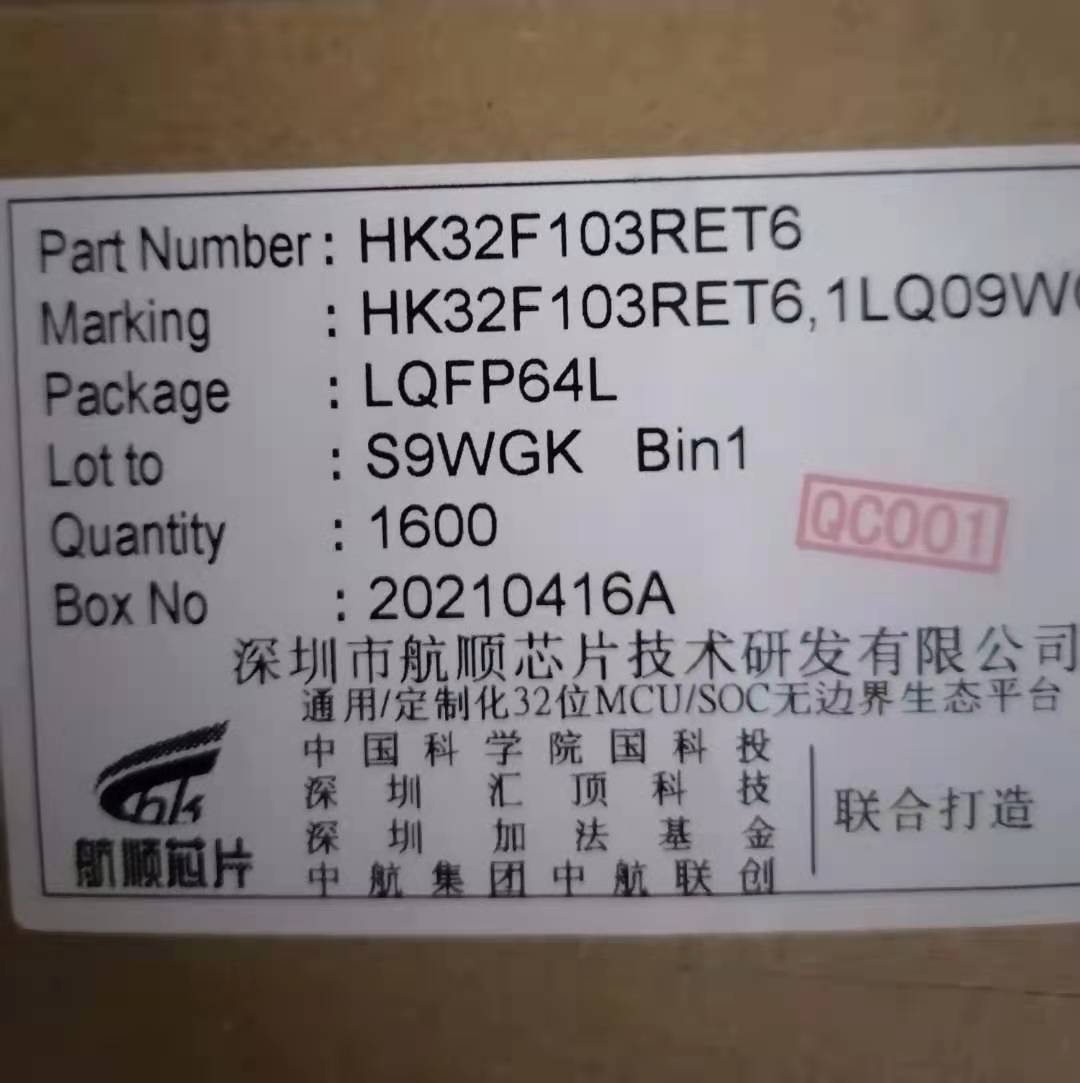 Part Number: HK32F103RET6
Marking : HK32F103RET6,1LQ09W
Package : LQFP64L
Lot to : S9WGK Bin1
Quantity : 1600
QC001
Box No : 20210416A
深圳市航顺芯片技术研发有限公司
通用/定制化32位MCU/SOC无边界生态平台
中国科学院国科投
深圳汇顶科技
深圳加法基金
中航集团中航联创
联合打造
航顺芯片